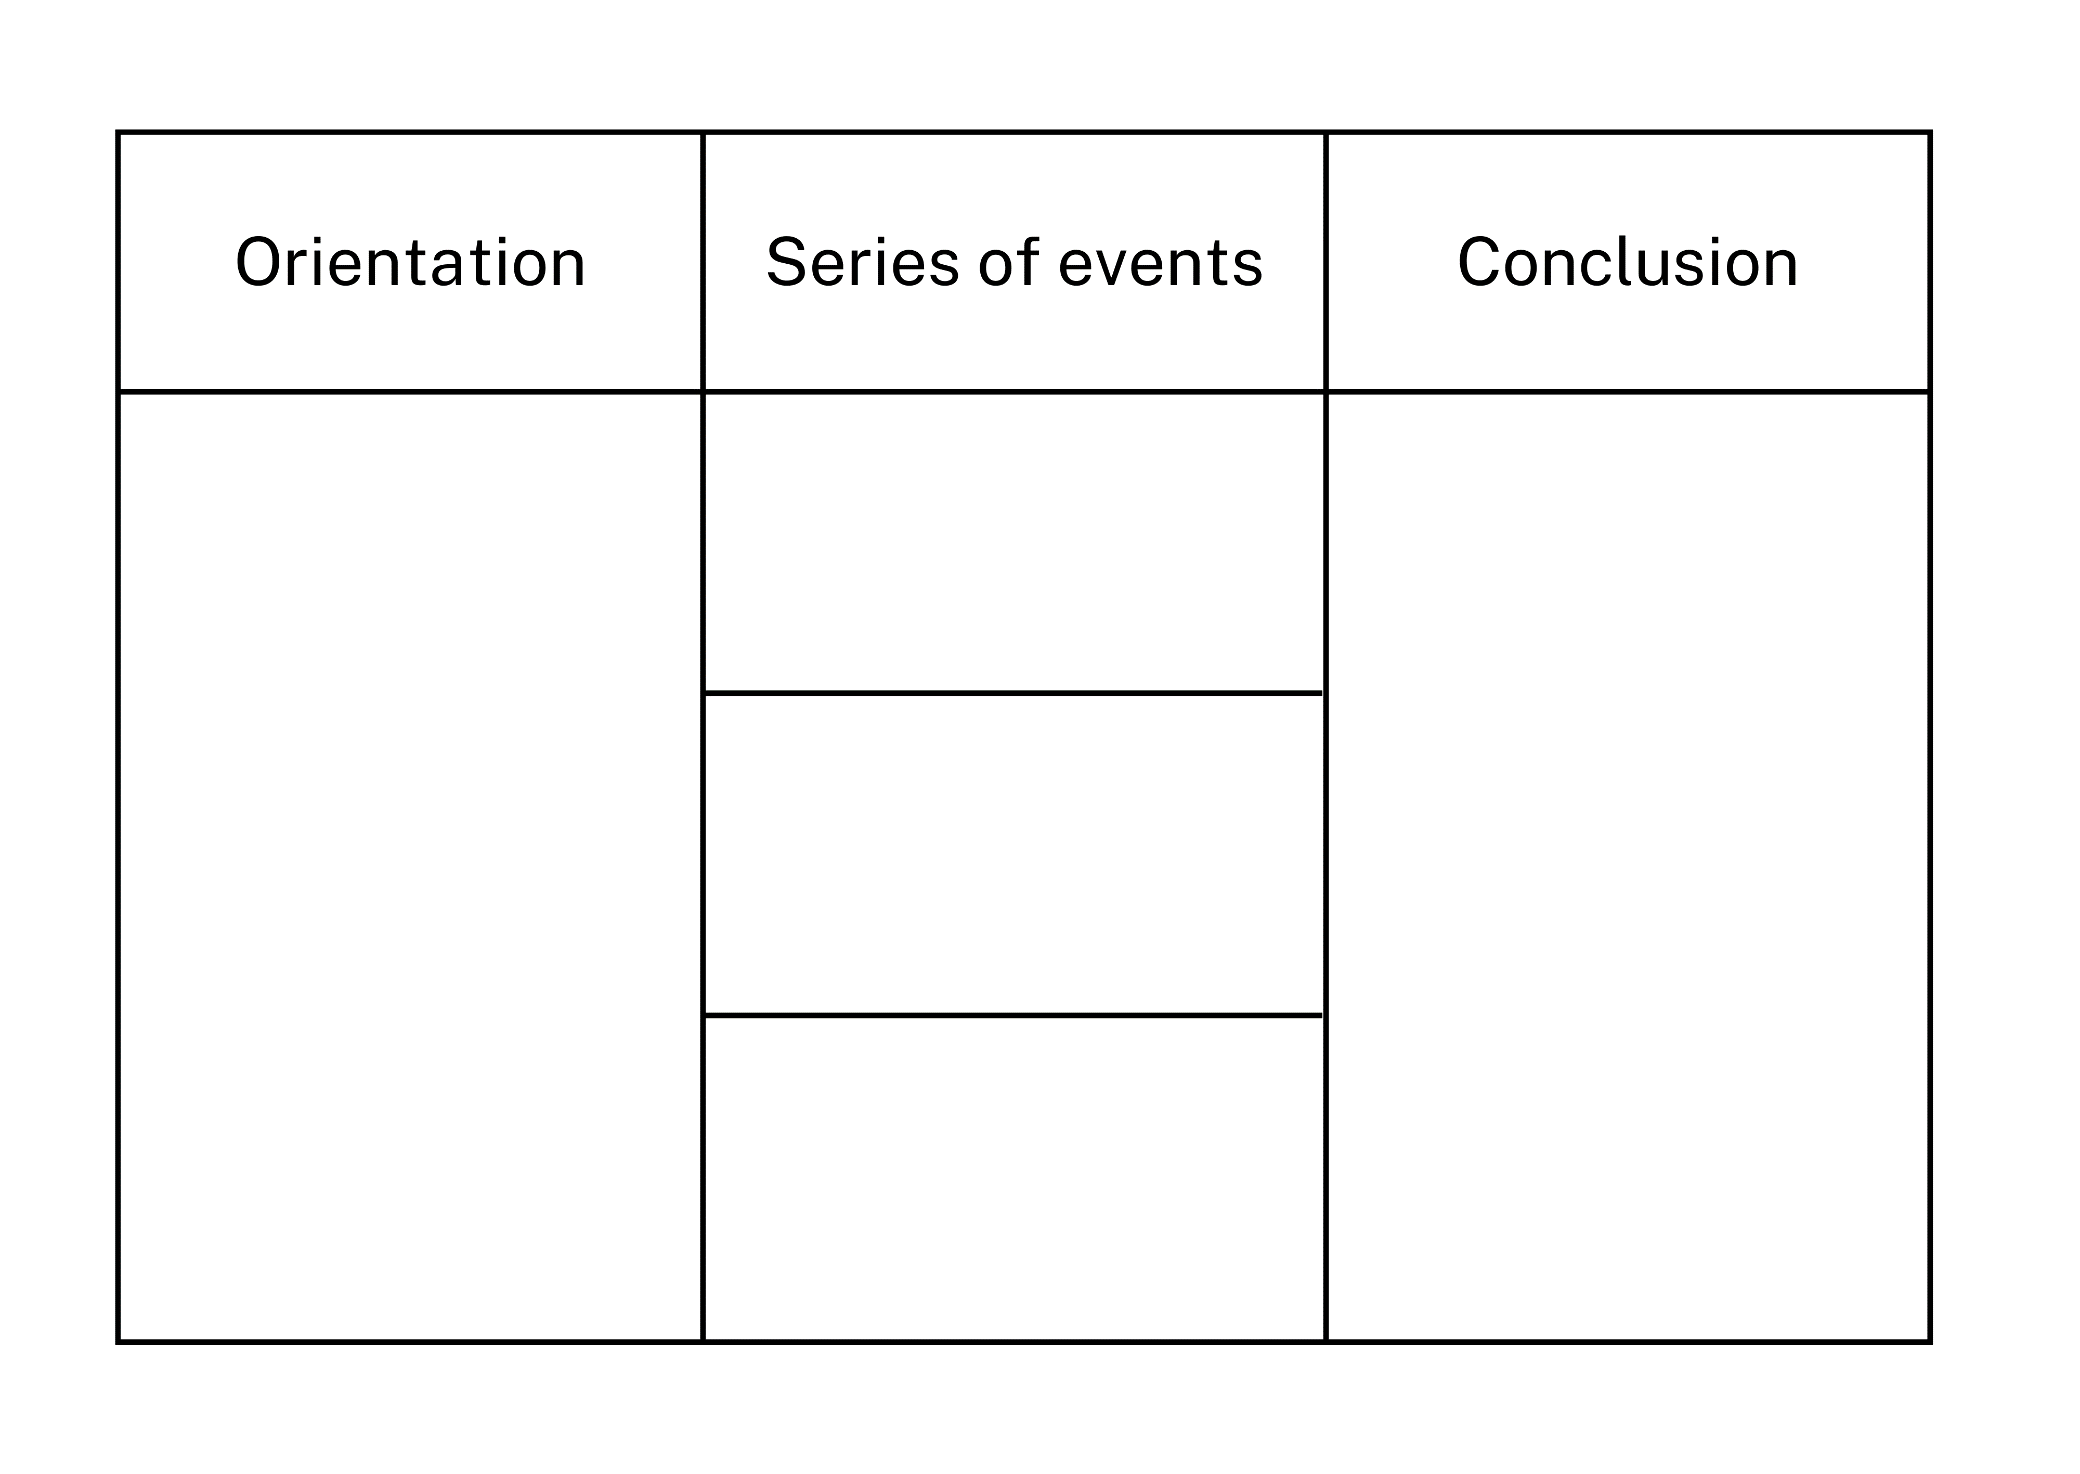 Orientation
Series of events
Conclusion